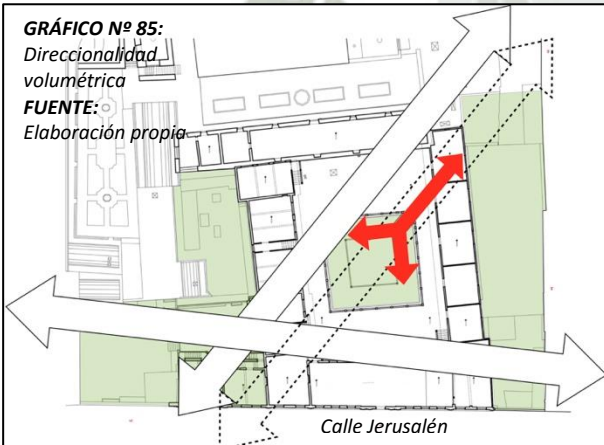 GRÁFICO Nº 85:
Direccionalidad
volumétrica
FUENTE:
Elaboración propia
Calle Jerusalén